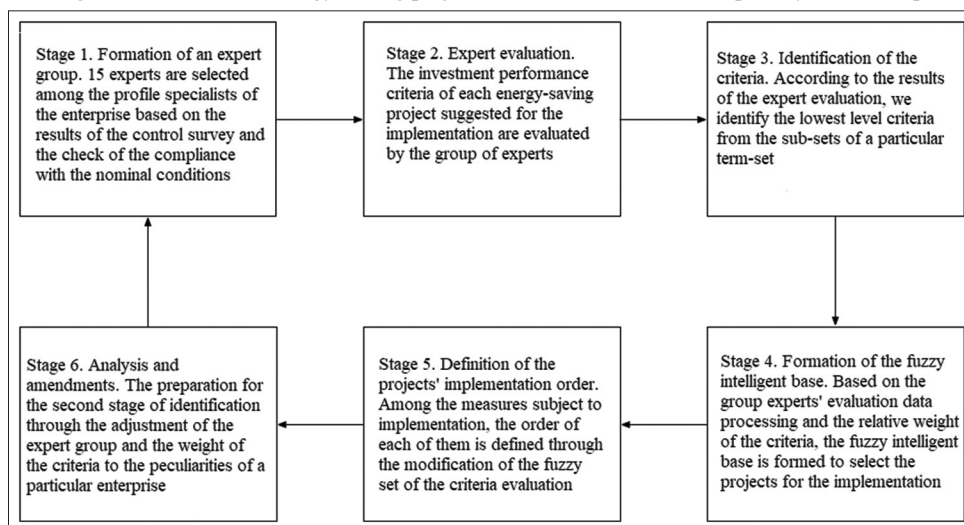 Stage 1. Formation of an expert
group. 15 experts are selected
among the profile specialists of
the enterprise based on the
results of the control survey and
the check of the compliance
with the nominal conditions
Stage 2. Expert evaluation.
The investment performance
criteria of each energy-saving
project suggested for the
implementation are evaluated
by the group of experts
Stage 3. Identification of the
criteria. According to the results
of the expert evaluation, we
identify the lowest level criteria
from the sub-sets of a particular
term-set
Stage 6. Analysis and
amendments. The preparation for
the second stage of identification
through the adjustment of the
expert group and the weight of
the criteria to the peculiarities of a
particular enterprise
Stage 5. Definition of the
projects' implementation order.
Among the measures subject to
implementation, the order of
each of them is defined through
the modification of the fuzzy
set of the criteria evaluation
Stage 4. Formation of the fuzzy
intelligent base. Based on the
group experts' evaluation data
processing and the relative weight
of the criteria, the fuzzy intelligent
base is formed to select the
projects for the implementation